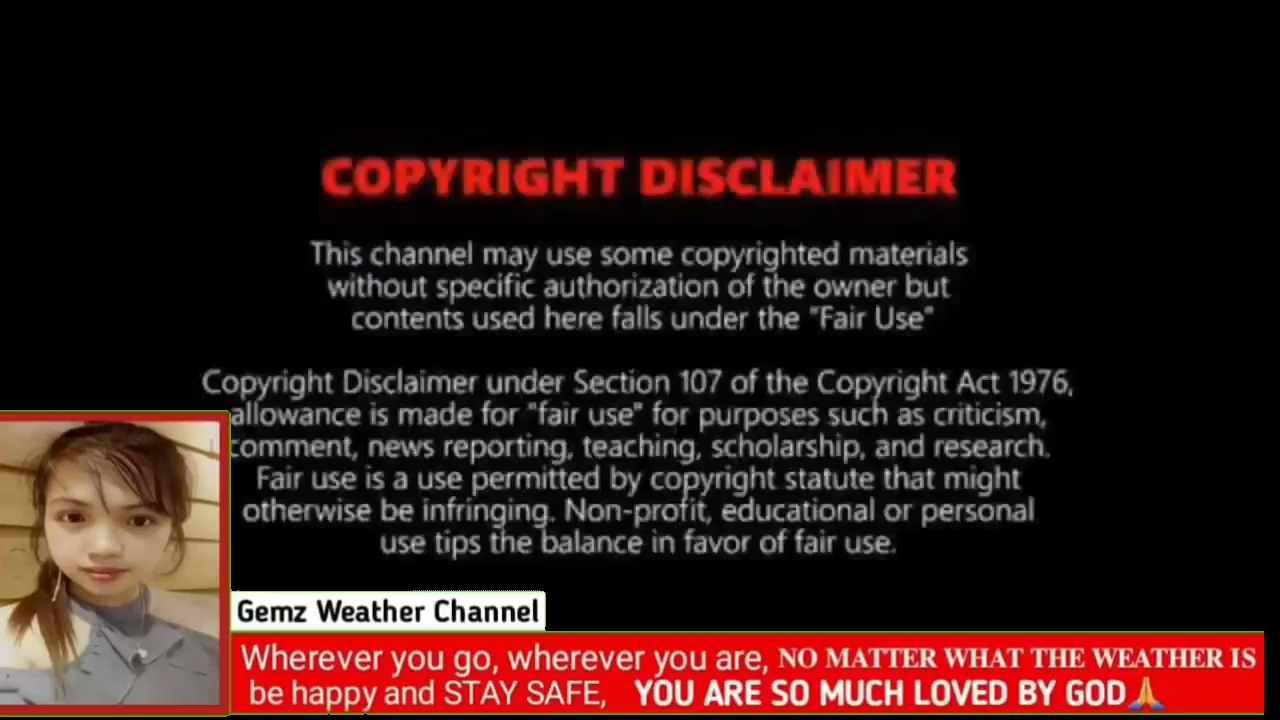 COPYRIGHT DISCLAIMER
This channel may use some copyrighted materials
without specific authorization of the owner but
contents used here falls under the "Fair Use"
Copyright Disclaimer under Section 107 of the Copyright Act 1976,
allowance is made for "fair use" for purposes such as criticism,
comment, news reporting, teaching, scholarship, and research.
Fair use is a use permitted by copyright statute that might
otherwise be infringing. Non-profit, educational or personal
use tips the balance in favor of fair use.
Gemz Weather Channel
Wherever you go, wherever you are, NO MATTER WHAT THE WEATHER IS
be happy and STAY SAFE, YOU ARE SO MUCH LOVED BY GOD🙏